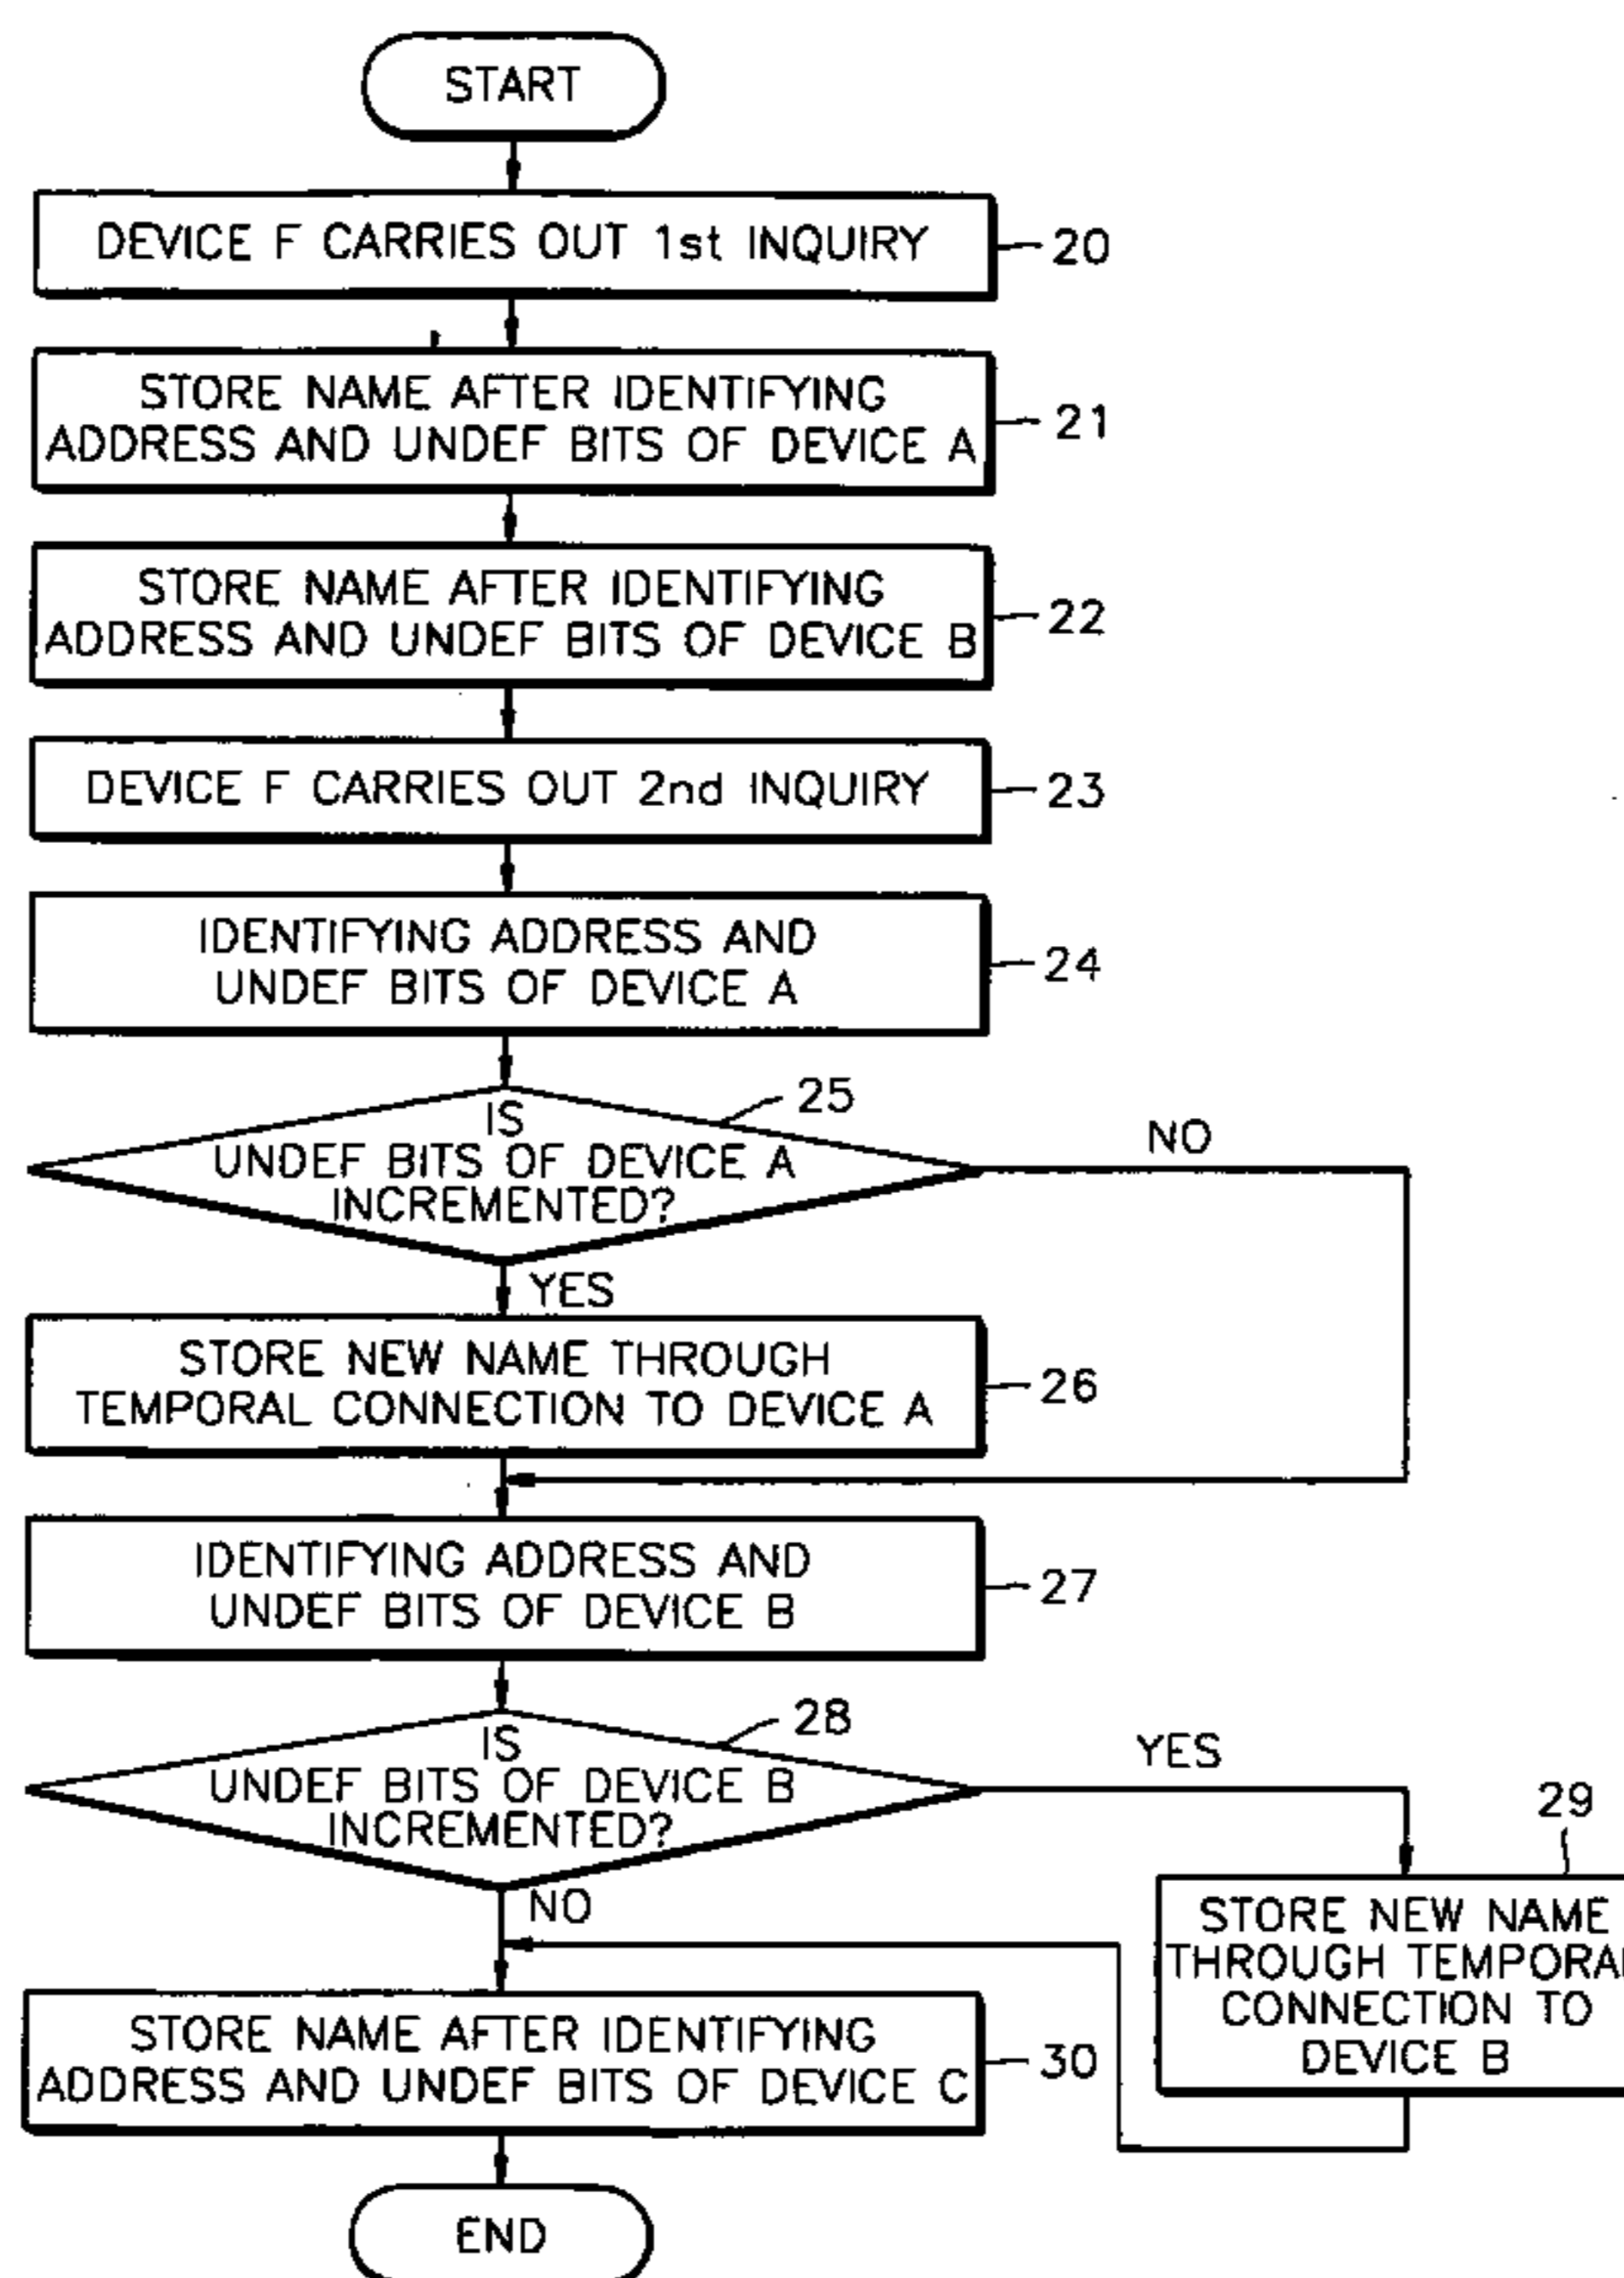 START
DEVICE F CARRIES OUT 1st INQUIRY
20
STORE NAME AFTER IDENTIFYING
ADDRESS AND UNDEF BITS OF DEVICE A
21
STORE NAME AFTER IDENTIFYING
ADDRESS AND UNDEF BITS OF DEVICE B
22
DEVICE F CARRIES OUT 2nd INQUIRY
23
IDENTIFYING ADDRESS AND
UNDEF BITS OF DEVICE A
24
25
IS
UNDEF BITS OF DEVICE A
INCREMENTED?
NO
YES
STORE NEW NAME THROUGH
TEMPORAL CONNECTION TO DEVICE A
26
IDENTIFYING ADDRESS AND
UNDEF BITS OF DEVICE B
27
28
IS
UNDEF BITS OF DEVICE B
INCREMENTED?
YES
NO
29
STORE NEW NAME
THROUGH TEMPORAL
CONNECTION TO
DEVICE B
STORE NAME AFTER IDENTIFYING
ADDRESS AND UNDEF BITS OF DEVICE C
30
END